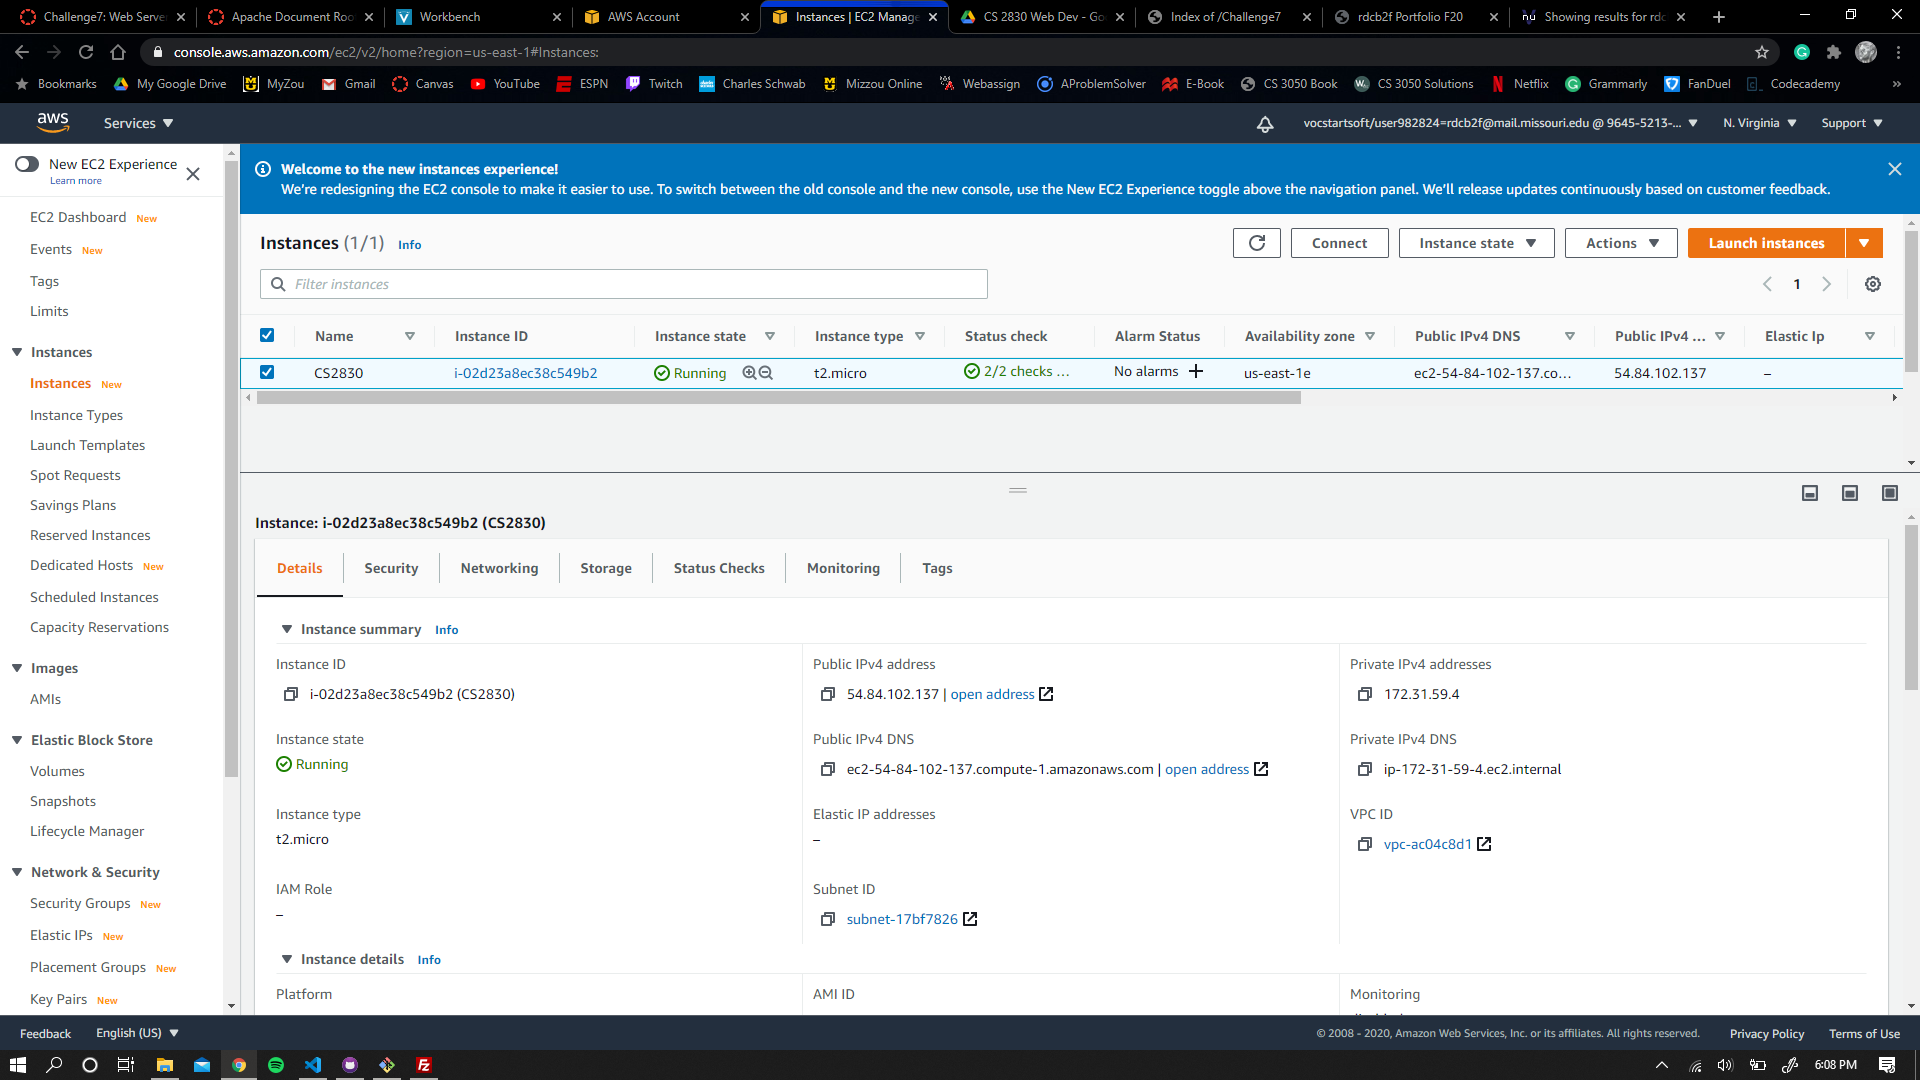 Challenge7: Web Serve
Apache Document Roo
Workbench
AWS Account
Instances | EC2 Manage
CS 2830 Web Dev - Go
Index of /Challenge7
rdcb2f Portfolio F20
Showing results for rdc
console.aws.amazon.com/ec2/v2/home?region=us-east-1#Instances:
Bookmarks
My Google Drive
MyZou
Gmail
Canvas
YouTube
ESPN
Twitch
Charles Schwab
Mizzou Online
Webassign
AProblemSolver
E-Book
CS 3050 Book
CS 3050 Solutions
Netflix
Grammarly
FanDuel
Codecademy
»
aws
Services
vocstartsoft/user982824=rdcb2f@mail.missouri.edu @ 9645-5213-...
N. Virginia
Support
New EC2 Experience
Learn more
EC2 Dashboard New
Events New
Tags
Limits
Instances
Instances New
Instance Types
Launch Templates
Spot Requests
Savings Plans
Reserved Instances
Dedicated Hosts New
Scheduled Instances
Capacity Reservations
Images
AMIs
Elastic Block Store
Volumes
Snapshots
Lifecycle Manager
Network & Security
Security Groups New
Elastic IPs New
Placement Groups New
Key Pairs New
Welcome to the new instances experience!
We're redesigning the EC2 console to make it easier to use. To switch between the old console and the new console, use the New EC2 Experience toggle above the navigation panel. We'll release updates continuously based on customer feedback.
Instances (1/1) Info
Connect
Instance state
Actions
Launch instances
Filter instances
1
Name
Instance ID
Instance state
Instance type
Status check
Alarm Status
Availability zone
Public IPv4 DNS
Public IPv4 ...
Elastic Ip
CS2830
i-02d23a8ec38c549b2
Running
t2.micro
2/2 checks ...
No alarms
us-east-1e
ec2-54-84-102-137.co...
54.84.102.137
–
Instance: i-02d23a8ec38c549b2 (CS2830)
Details
Security
Networking
Storage
Status Checks
Monitoring
Tags
Instance summary Info
Instance ID
i-02d23a8ec38c549b2 (CS2830)
Public IPv4 address
54.84.102.137 | open address
Private IPv4 addresses
172.31.59.4
Instance state
Running
Public IPv4 DNS
ec2-54-84-102-137.compute-1.amazonaws.com | open address
Private IPv4 DNS
ip-172-31-59-4.ec2.internal
Instance type
t2.micro
Elastic IP addresses
–
VPC ID
vpc-ac04c8d1
IAM Role
–
Subnet ID
subnet-17bf7826
Instance details Info
Platform
AMI ID
Monitoring
Feedback
English (US)
© 2008 - 2020, Amazon Web Services, Inc. or its affiliates. All rights reserved.
Privacy Policy
Terms of Use
6:08 PM